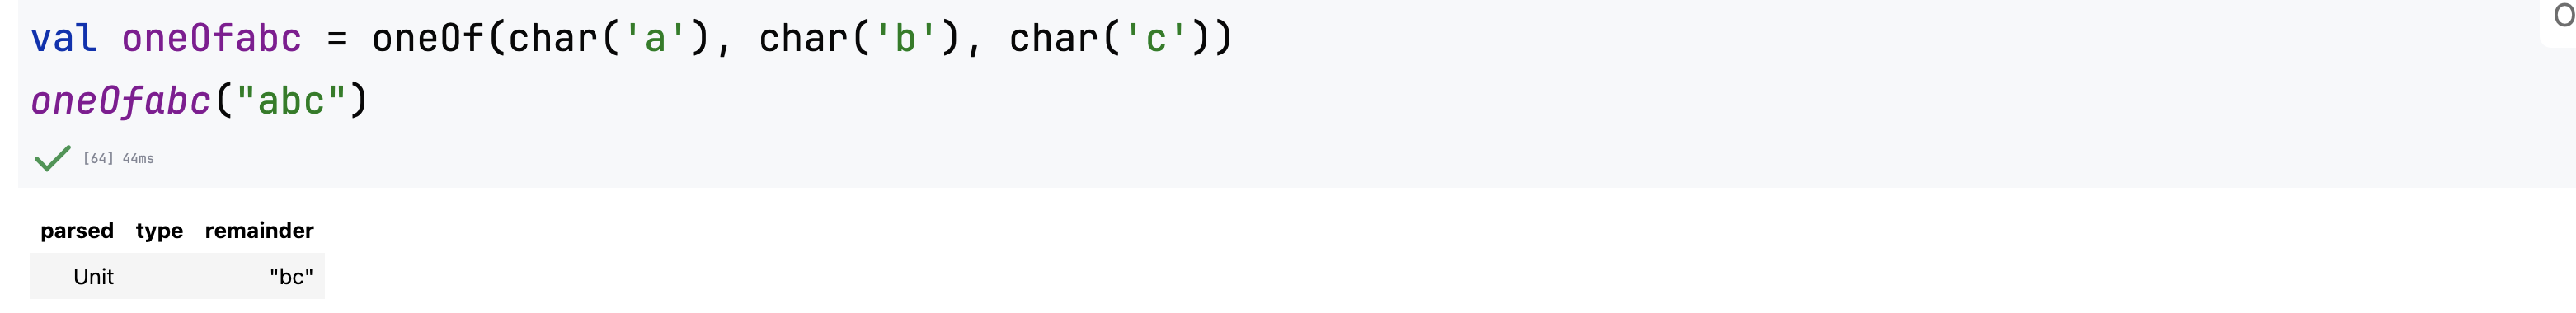 val oneOfabc = oneOf(char('a'), char('b'), char('c'))
oneOfabc("abc")
[64] 44ms
parsed type remainder
Unit "bc"